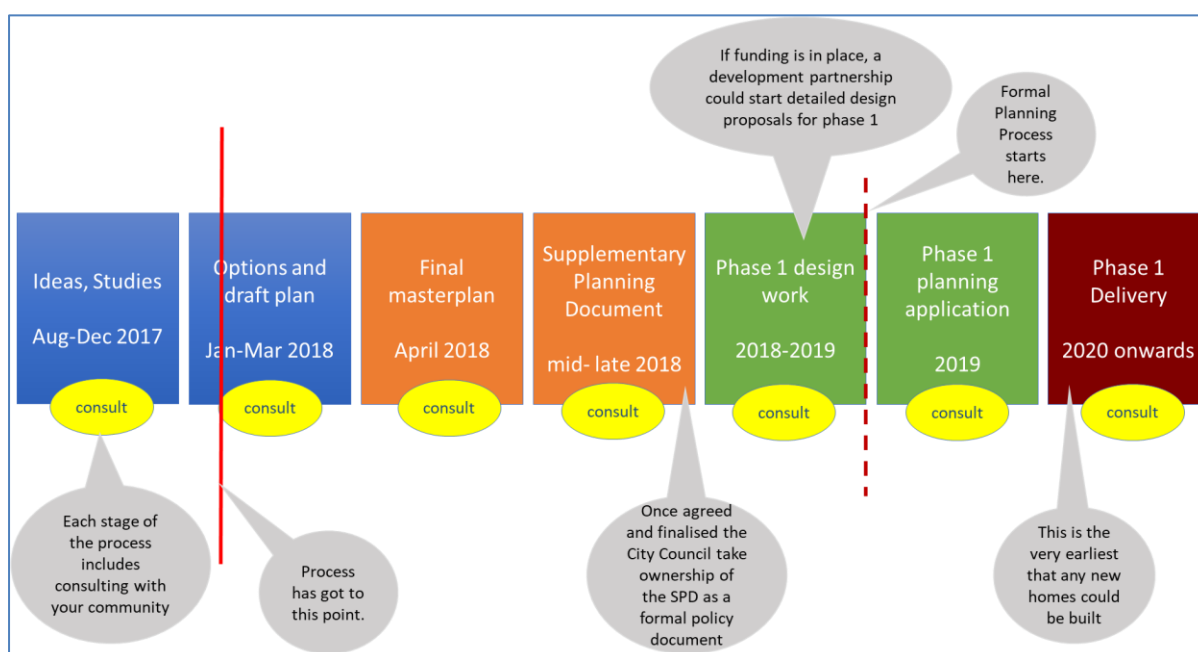 If funding is in place, a
development partnership
could start detailed design
proposals for phase 1
Formal
Planning
Process
starts
here.
Ideas, Studies
Aug-Dec 2017
consult
Options and
draft plan
Jan-Mar 2018
consult
Final
masterplan
April 2018
consult
Supplementary
Planning
Document
mid- late 2018
consult
Phase 1 design
work
2018-2019
consult
Phase 1
planning
application
2019
consult
Phase 1
Delivery
2020 onwards
consult
Each stage of
the process
includes
consulting with
your community
Process
has got to
this point.
Once agreed
and finalised the
City Council take
ownership of
the SPD as a
formal policy
document
This is the
very earliest
that any new
homes could
be built